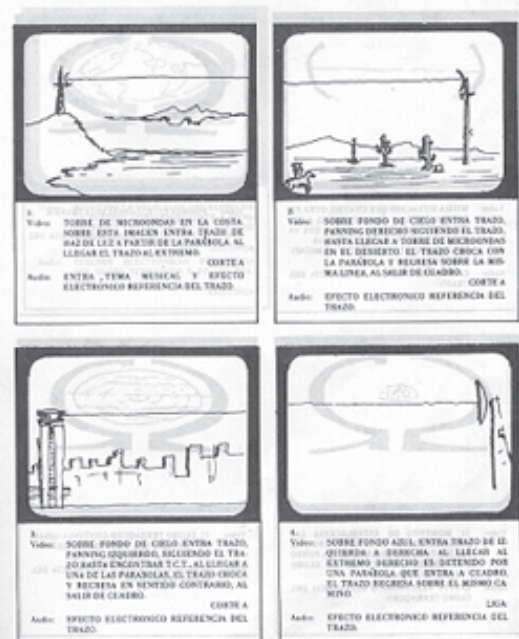 1.
Video: TORRE DE MICROONDAS EN LA COSTA.
SOBRE ESTA IMAGEN ENTRA TRAZO DE
HAZ DE LUZ A PARTIR DE LA PARÁBOLA. AL
LLEGAR EL TRAZO AL EXTREMO.
CORTE A
Audio: ENTRA TEMA MUSICAL Y EFECTO
ELECTRONICO REFERENCIA DEL TRAZO.
2.
Video: SOBRE FONDO DE CIELO ENTRA TRAZO,
PANNING DERECHO SIGUIENDO EL TRAZO,
HASTA LLEGAR A TORRE DE MICROONDAS
EN EL DESIERTO. EL TRAZO CHOCA CON
LA PARÁBOLA Y REGRESA SOBRE LA MIS-
MA LINEA, AL SALIR DE CUADRO.
CORTE A
Audio: EFECTO ELECTRONICO REFERENCIA DEL
TRAZO.
3.
Video: SOBRE FONDO DE CIELO ENTRA TRAZO,
PANNING IZQUIERDO, SIGUIENDO EL TRA-
ZO HASTA ENCONTRAR T.C.T., AL LLEGAR A
UNA DE LAS PARABOLAS, EL TRAZO CHOCA
Y REGRESA EN SENTIDO CONTRARIO, AL
SALIR DE CUADRO.
CORTE A
Audio: EFECTO ELECTRONICO REFERENCIA DEL
TRAZO.
4.
Video: SOBRE FONDO AZUL, ENTRA TRAZO DE IZ-
QUIERDA A DERECHA, AL LLEGAR AL
EXTREMO DERECHO ES DETENIDO POR
UNA PARÁBOLA QUE ENTRA A CUADRO,
EL TRAZO REGRESA SOBRE EL MISMO CA
MINO.
LIGA
Audio: EFECTO ELECTRONICO REFERENCIA DEL
TRAZO.